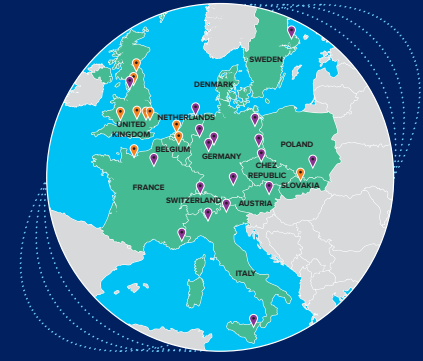 SWEDEN
DENMARK
NETHERLANDS
UNITED
KINGDOM
BELGIUM
GERMANY
POLAND
CHEZ
REPUBLIC
SLOVAKIA
FRANCE
SWITZERLAND
AUSTRIA
ITALY